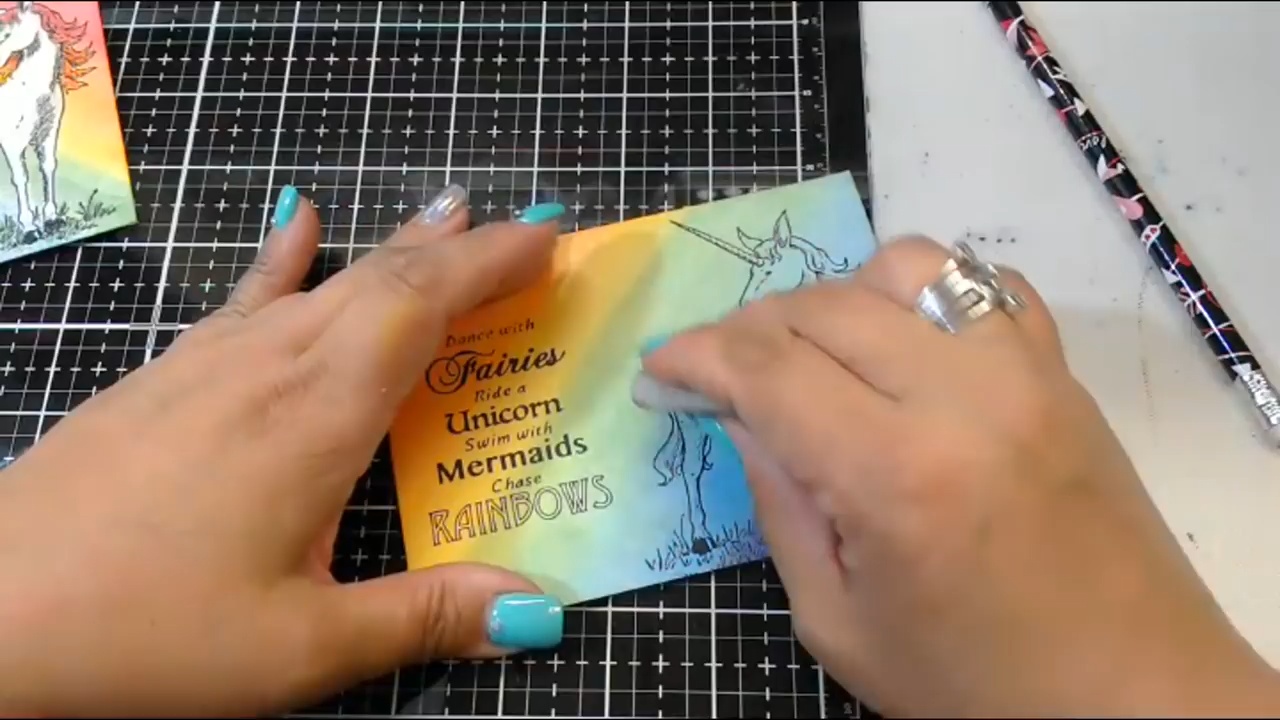 Dance with
Fairies
Ride a
Unicorn
Swim with
Mermaids
Chase
RAINBOWS